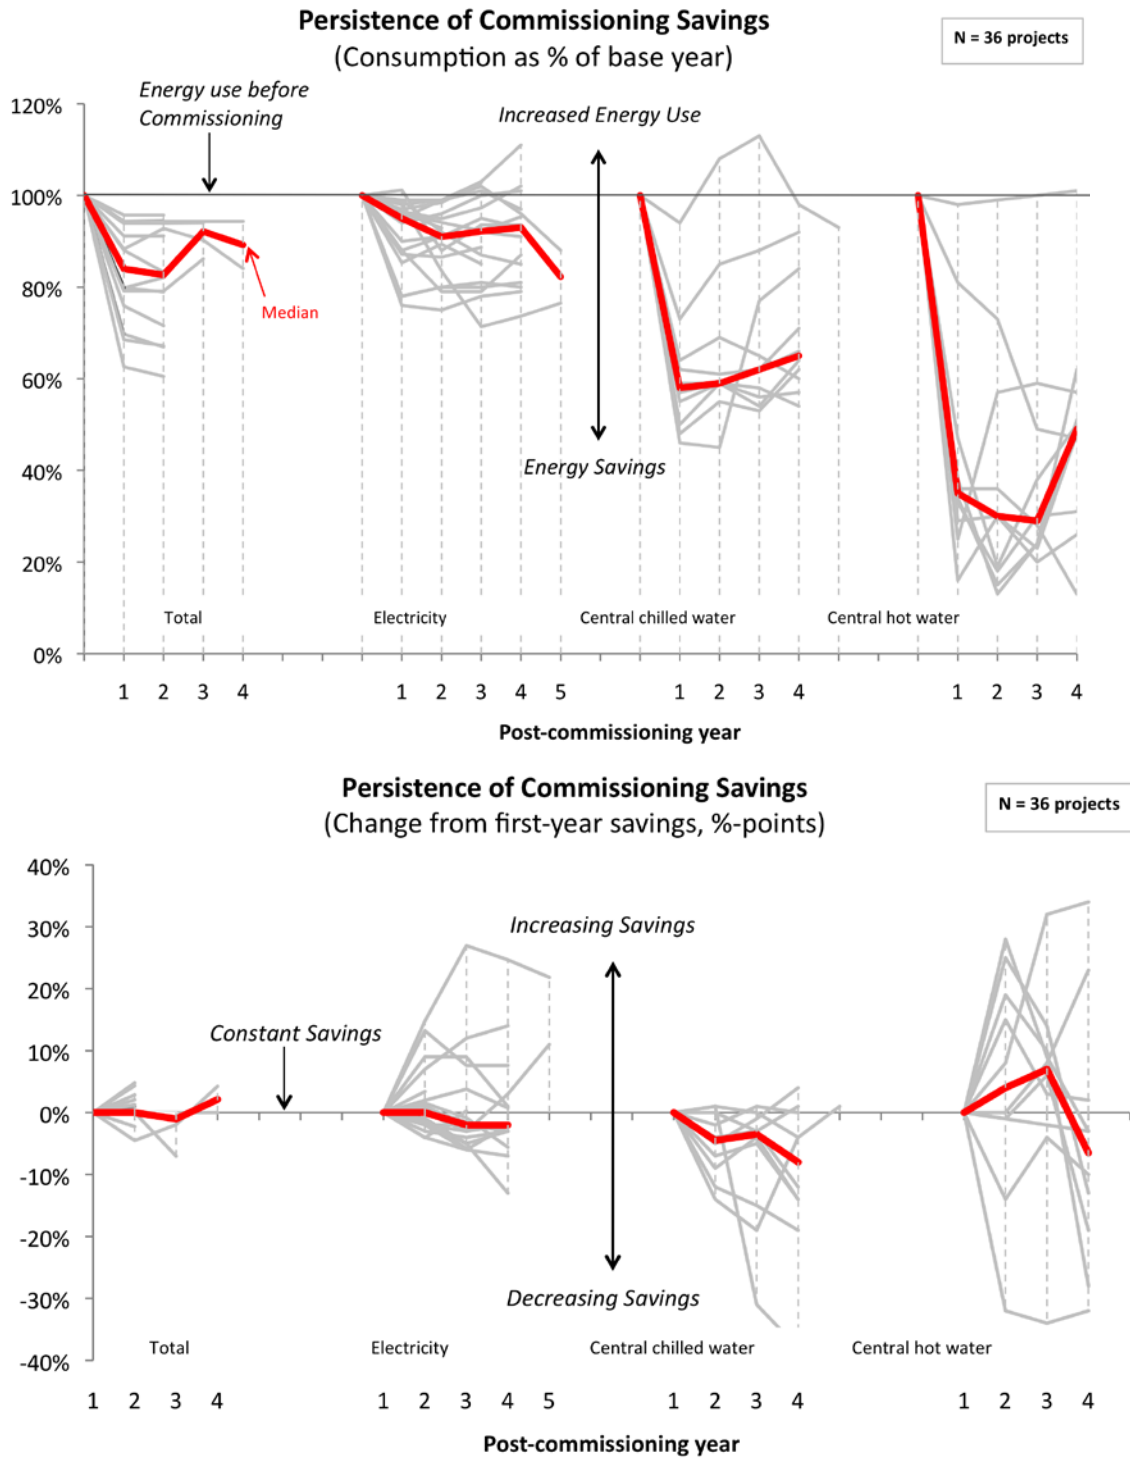 Persistence of Commissioning Savings
(Consumption as % of base year)
N = 36 projects
Energy use before
Commissioning
Increased Energy Use
120%
100%
80%
60%
40%
20%
0%
Median
Energy Savings
Total
Electricity
Central chilled water
Central hot water
1 2 3 4 1 2 3 4 5 1 2 3 4 1 2 3 4
Post-commissioning year
Persistence of Commissioning Savings
(Change from first-year savings, %-points)
N = 36 projects
40%
30%
20%
10%
0%
-10%
-20%
-30%
-40%
Increasing Savings
Constant Savings
Decreasing Savings
Total
Electricity
Central chilled water
Central hot water
1 2 3 4 1 2 3 4 5 1 2 3 4 1 2 3 4
Post-commissioning year